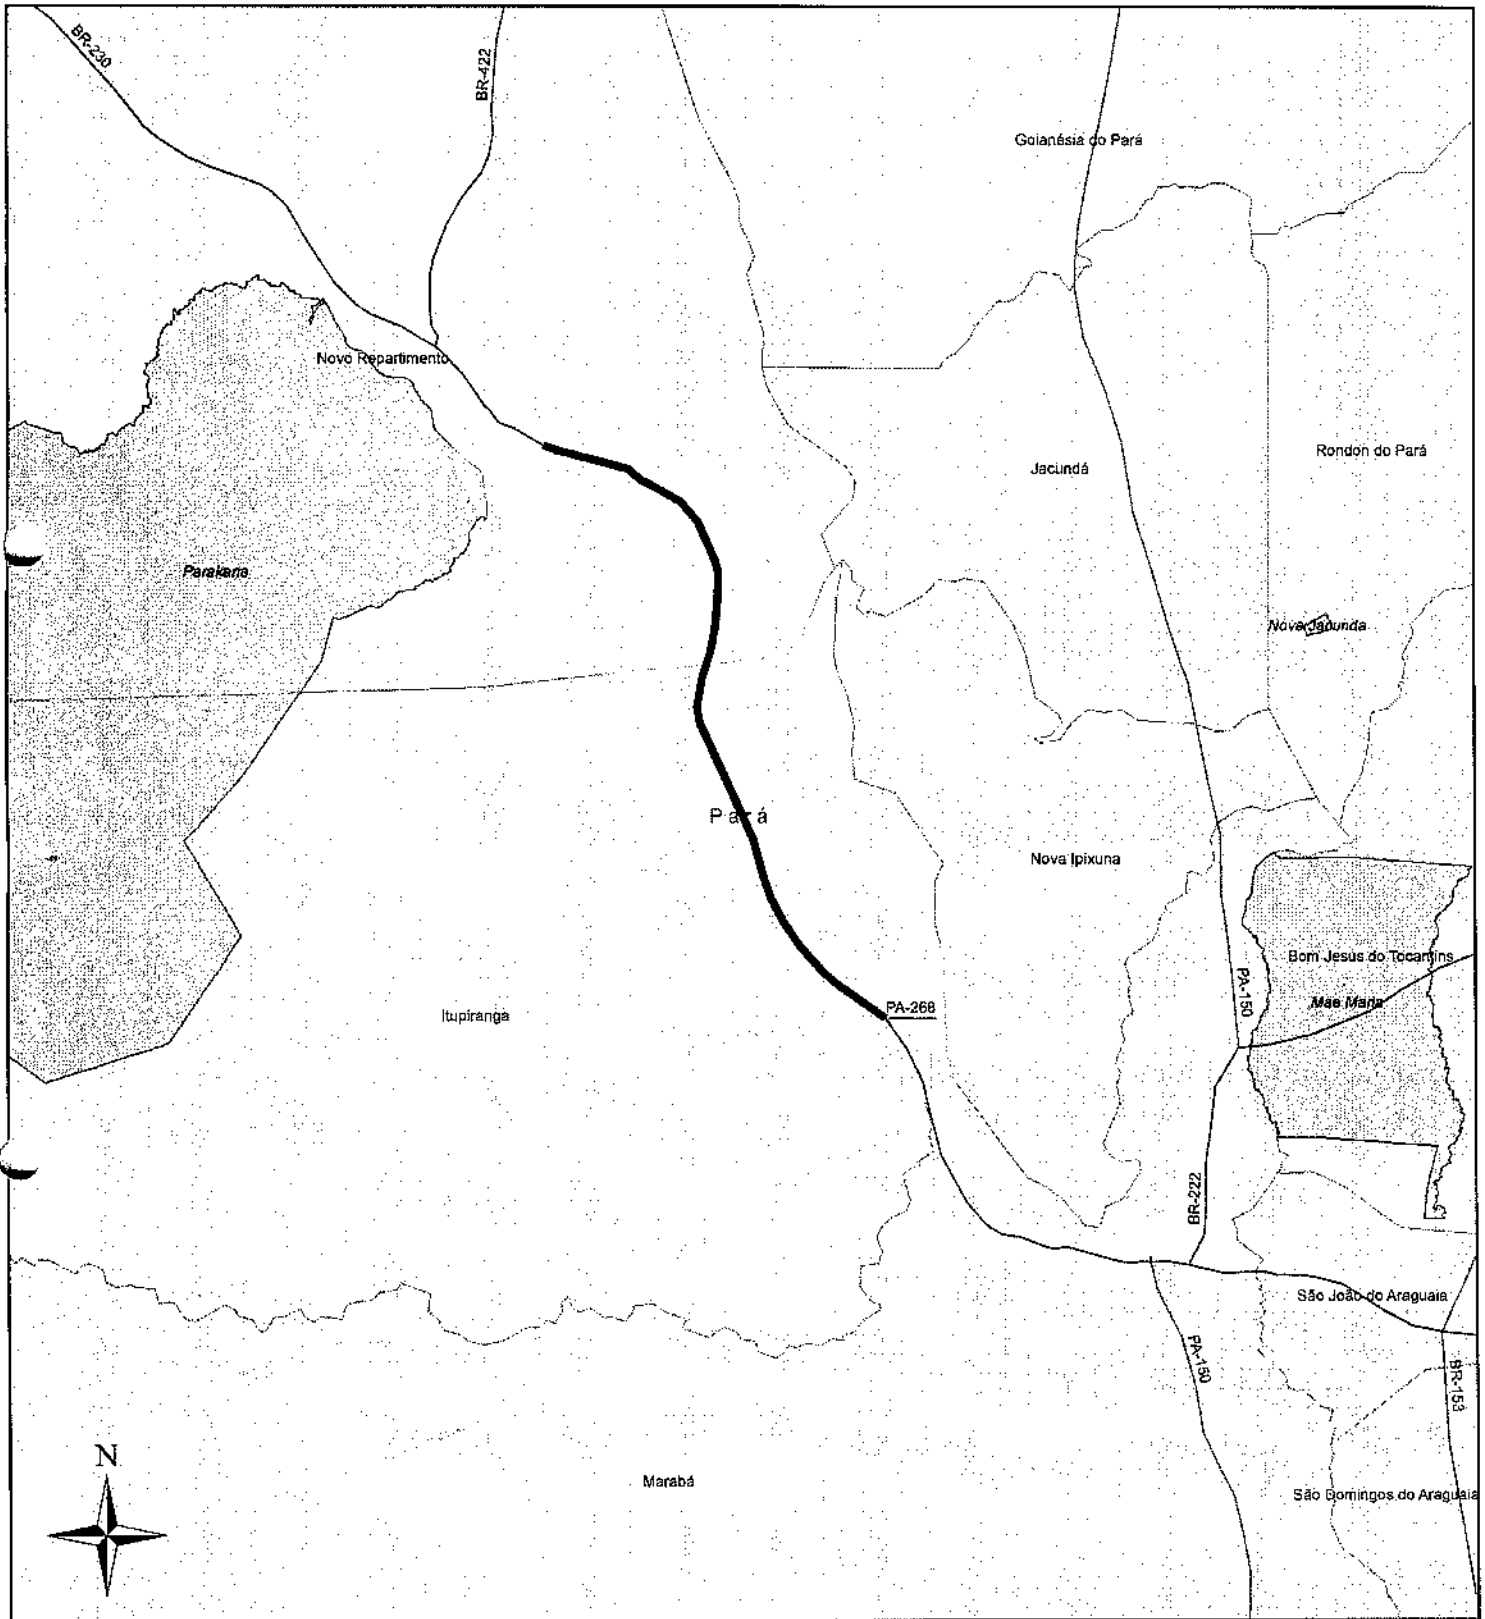 BR-230
BR-422
Goianésia do Pará
Novo Repartimento
Rondon do Pará
Jacundá
Parakana
Nova Jacunda
Pará
Nova Ipixuna
Bom Jesus do Tocantins
Mãe Maria
PA-150
PA-268
Itupiranga
BR-222
São João do Araguaia
PA-150
BR-153
N
Marabá
São Domingos do Araguaia